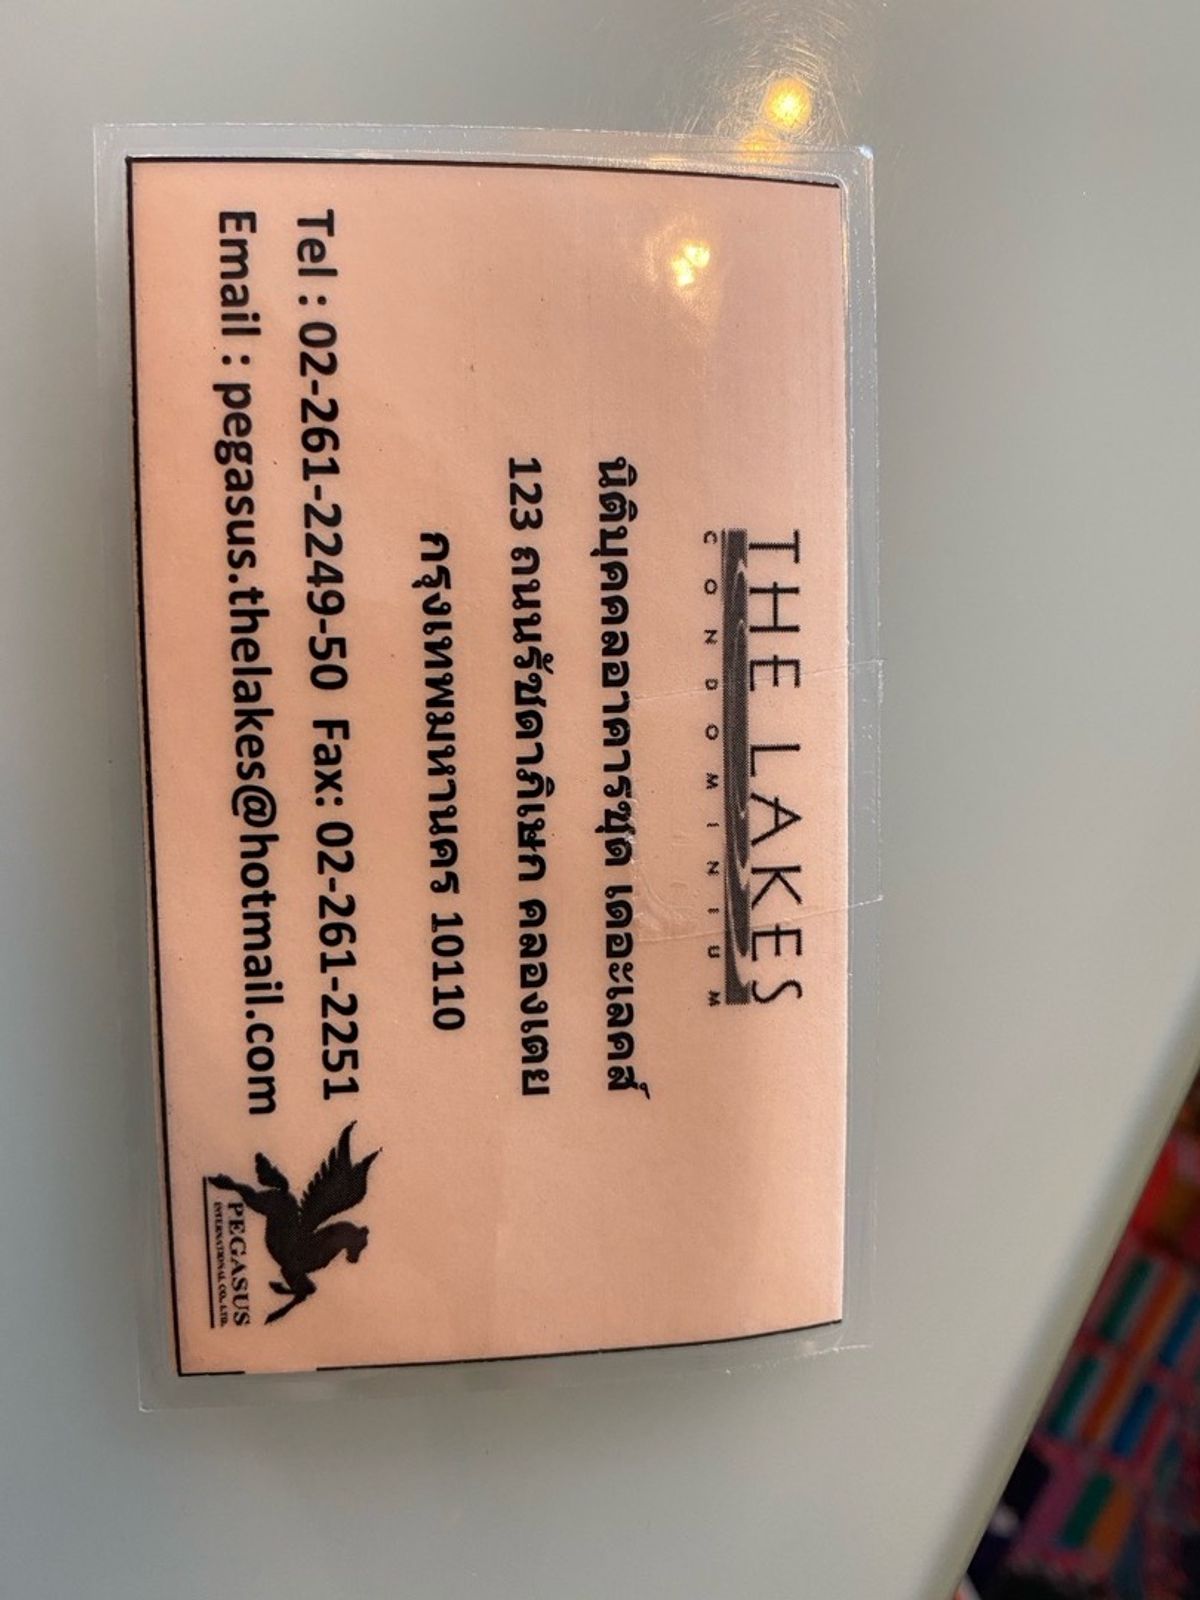 THE LAKES
CONDOMINIUM
นิติบุคคลอาคารชุด เดอะเลคส์
123 ถนนรัชดาภิเษก คลองเตย
กรุงเทพมหานคร 10110
Tel : 02-261-2249-50 Fax: 02-261-2251
Email : pegasus.thelakes@hotmail.com
PEGASUS
INTERNATIONAL CO., LTD.